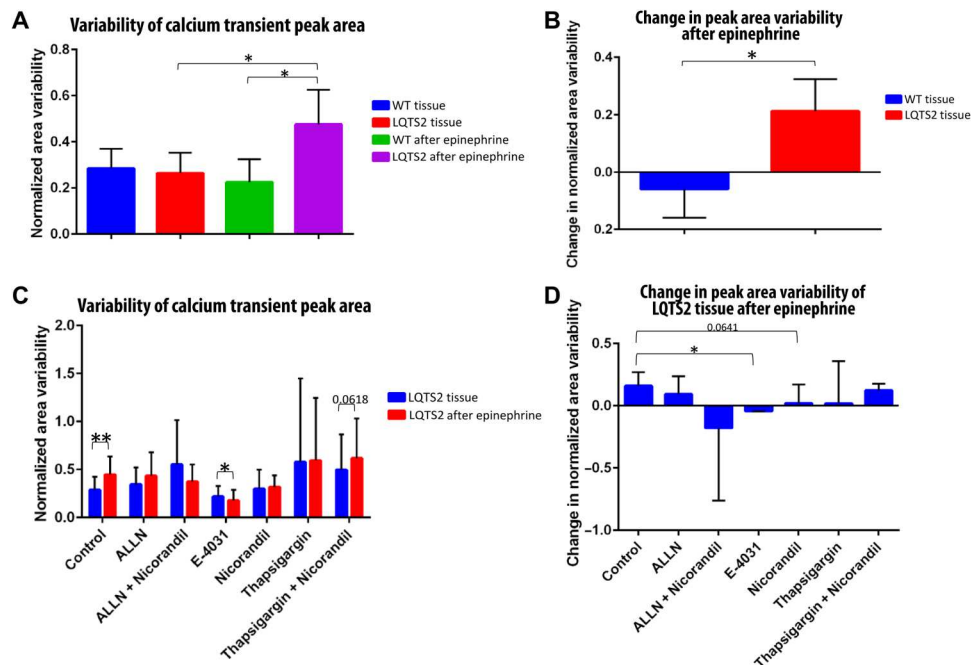 A
Variability of calcium transient peak area
Normalized area variability
0.8
0.6
0.4
0.2
0.0
*
*
WT tissue
LQTS2 tissue
WT after epinephrine
LQTS2 after epinephrine
B
Change in peak area variability
after epinephrine
Change in normalized area variability
0.4
0.2
0.0
0.2
*
WT tissue
LQTS2 tissue
C
Variability of calcium transient peak area
Normalized area variability
2.0
1.5
1.0
0.5
0.0
**
*
0.0618
LQTS2 tissue
LQTS2 after epinephrine
Control
ALLN
ALLN + Nicorandil
E-4031
Nicorandil
Thapsigargin
Thapsigargin + Nicorandil
D
Change in peak area variability of
LQTS2 tissue after epinephrine
Change in normalized area variability
0.5
0.0
−0.5
−1.0
0.0641
*
Control
ALLN
ALLN + Nicorandil
E-4031
Nicorandil
Thapsigargin
Thapsigargin + Nicorandil